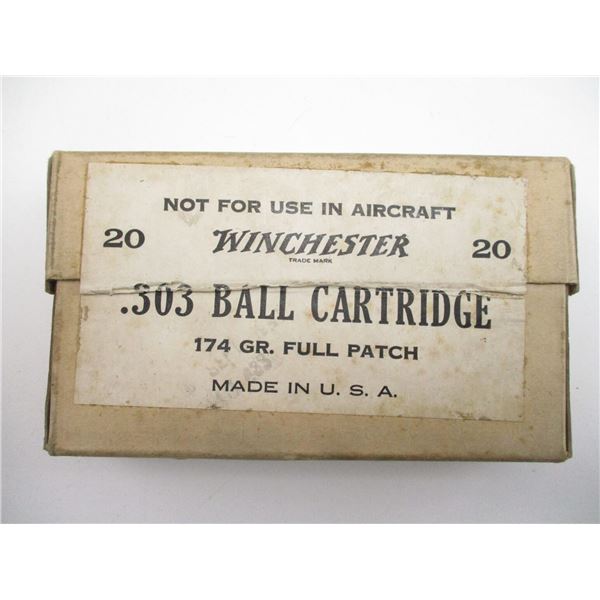 NOT FOR USE IN AIRCRAFT
20 WINCHESTER 20
TRADE MARK
.303 BALL CARTRIDGE
174 GR. FULL PATCH
MADE IN U. S. A.